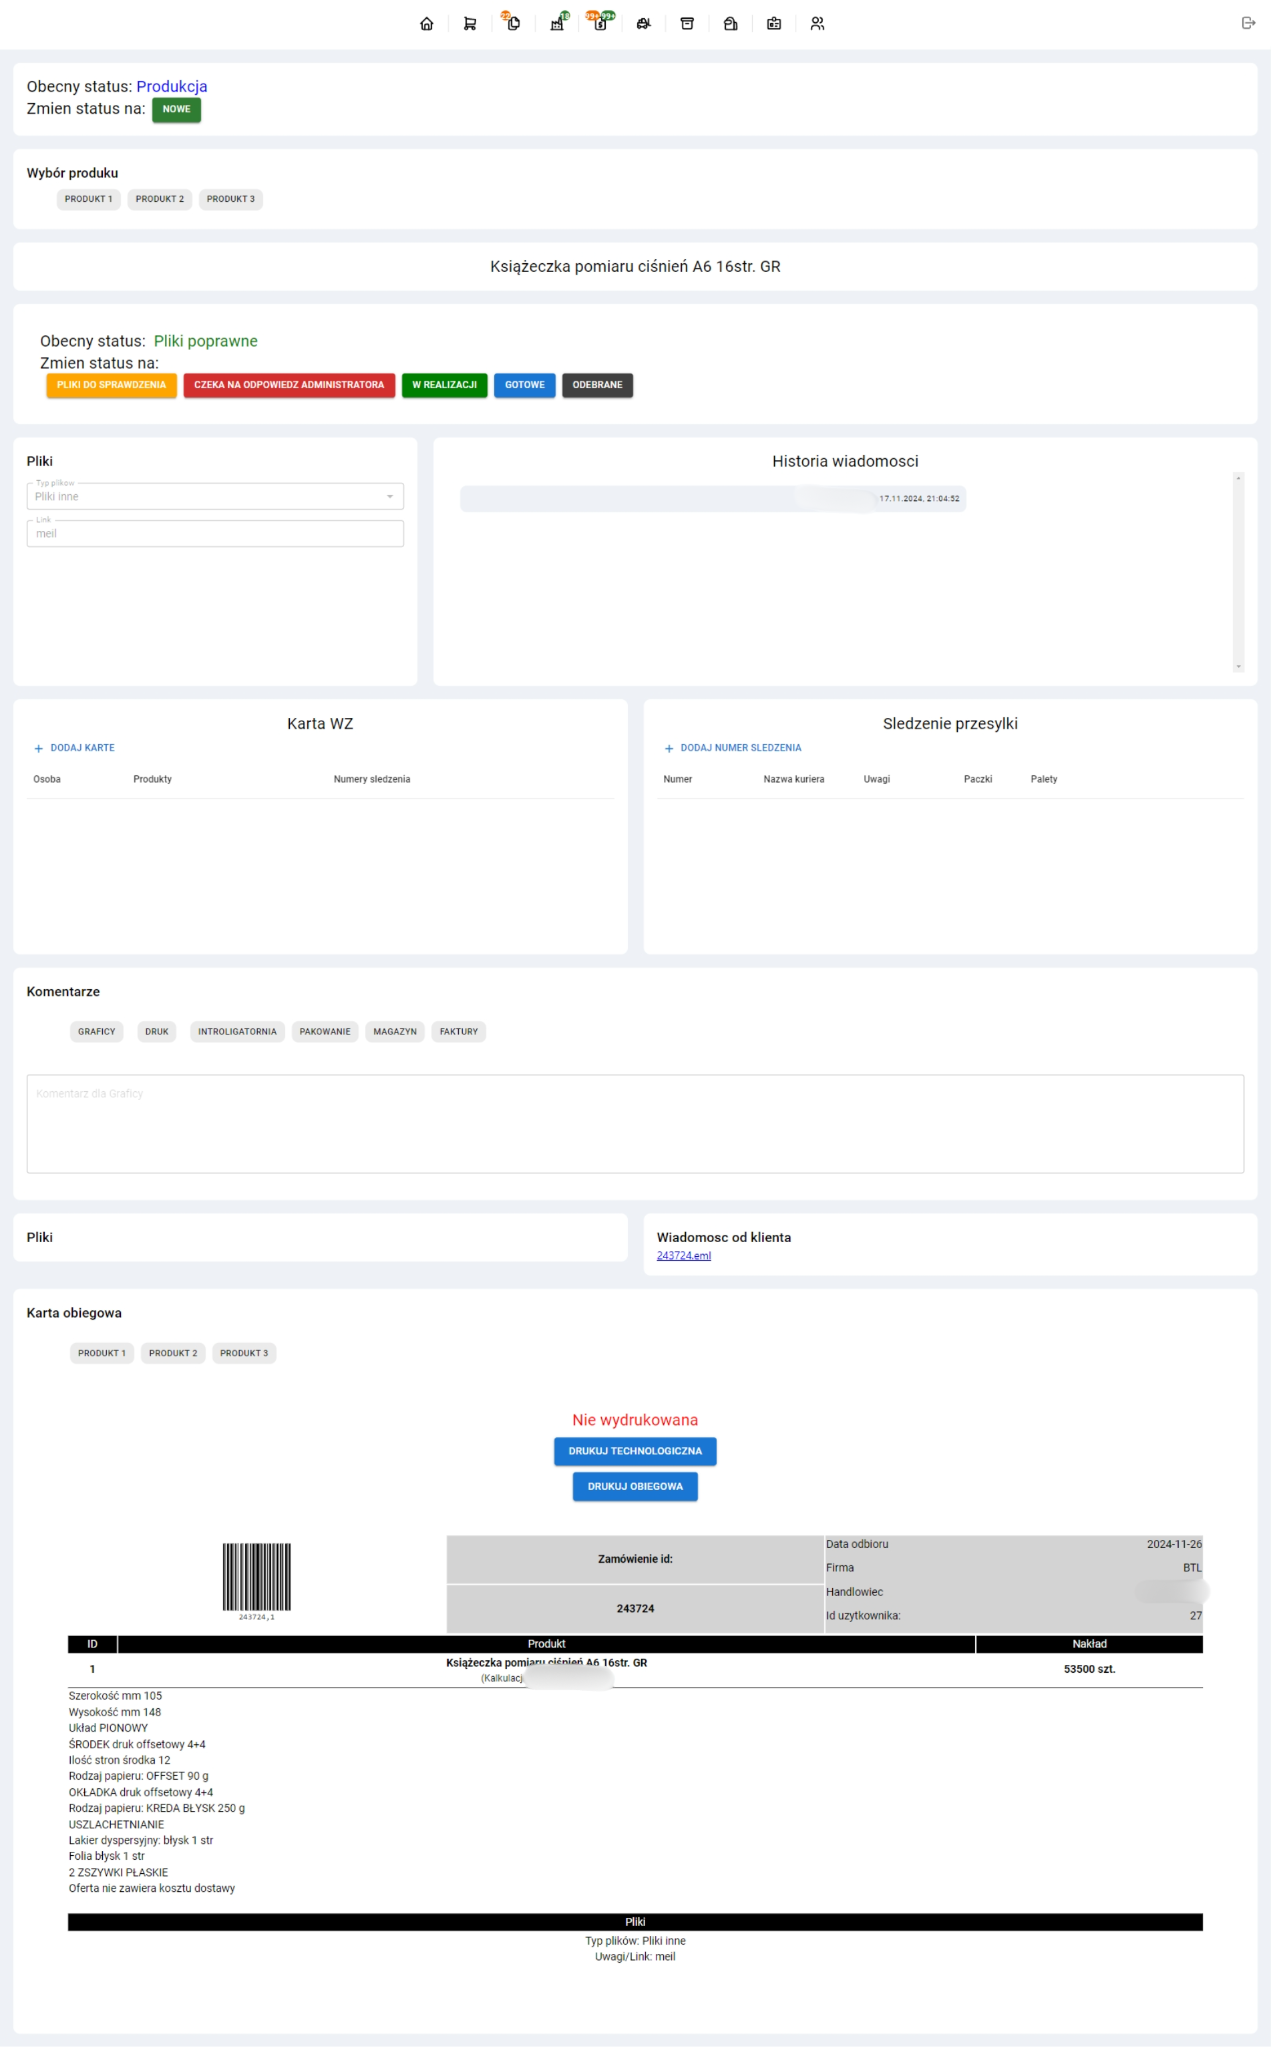 22
18
99+
99+
Obecny status: Produkcja
Zmien status na: NOWE
Wybór produku
PRODUKT 1 PRODUKT 2 PRODUKT 3
Książeczka pomiaru ciśnień A6 16str. GR
Obecny status: Pliki poprawne
Zmien status na:
PLIKI DO SPRAWDZENIA CZEKA NA ODPOWIEDZ ADMINISTRATORA W REALIZACJI GOTOWE ODEBRANE
Pliki
Typ plikow
Pliki inne
Link
meil
Historia wiadomosci
17.11.2024, 21:04:52
Karta WZ
+ DODAJ KARTE
Osoba Produkty Numery sledzenia
Sledzenie przesylki
+ DODAJ NUMER SLEDZENIA
Numer Nazwa kuriera Uwagi Paczki Palety
Komentarze
GRAFICY DRUK INTROLIGATORNIA PAKOWANIE MAGAZYN FAKTURY
Komentarz dla Graficy
Pliki
Wiadomosc od klienta
243724.eml
Karta obiegowa
PRODUKT 1 PRODUKT 2 PRODUKT 3
Nie wydrukowana
DRUKUJ TECHNOLOGICZNA
DRUKUJ OBIEGOWA
243724,1
Zamówienie id:
243724
Data odbioru 2024-11-26
Firma BTL
Handlowiec
Id uzytkownika: 27
ID Produkt Nakład
1 Książeczka pomiaru ciśnień A6 16str. GR 53500 szt.
(Kalkulacj
Szerokość mm 105
Wysokość mm 148
Układ PIONOWY
ŚRODEK druk offsetowy 4+4
Ilość stron środka 12
Rodzaj papieru: OFFSET 90 g
OKŁADKA druk offsetowy 4+4
Rodzaj papieru: KREDA BŁYSK 250 g
USZLACHETNIANIE
Lakier dyspersyjny: błysk 1 str
Folia błysk 1 str
2 ZSZYWKI PŁASKIE
Oferta nie zawiera kosztu dostawy
Pliki
Typ plików: Pliki inne
Uwagi/Link: meil